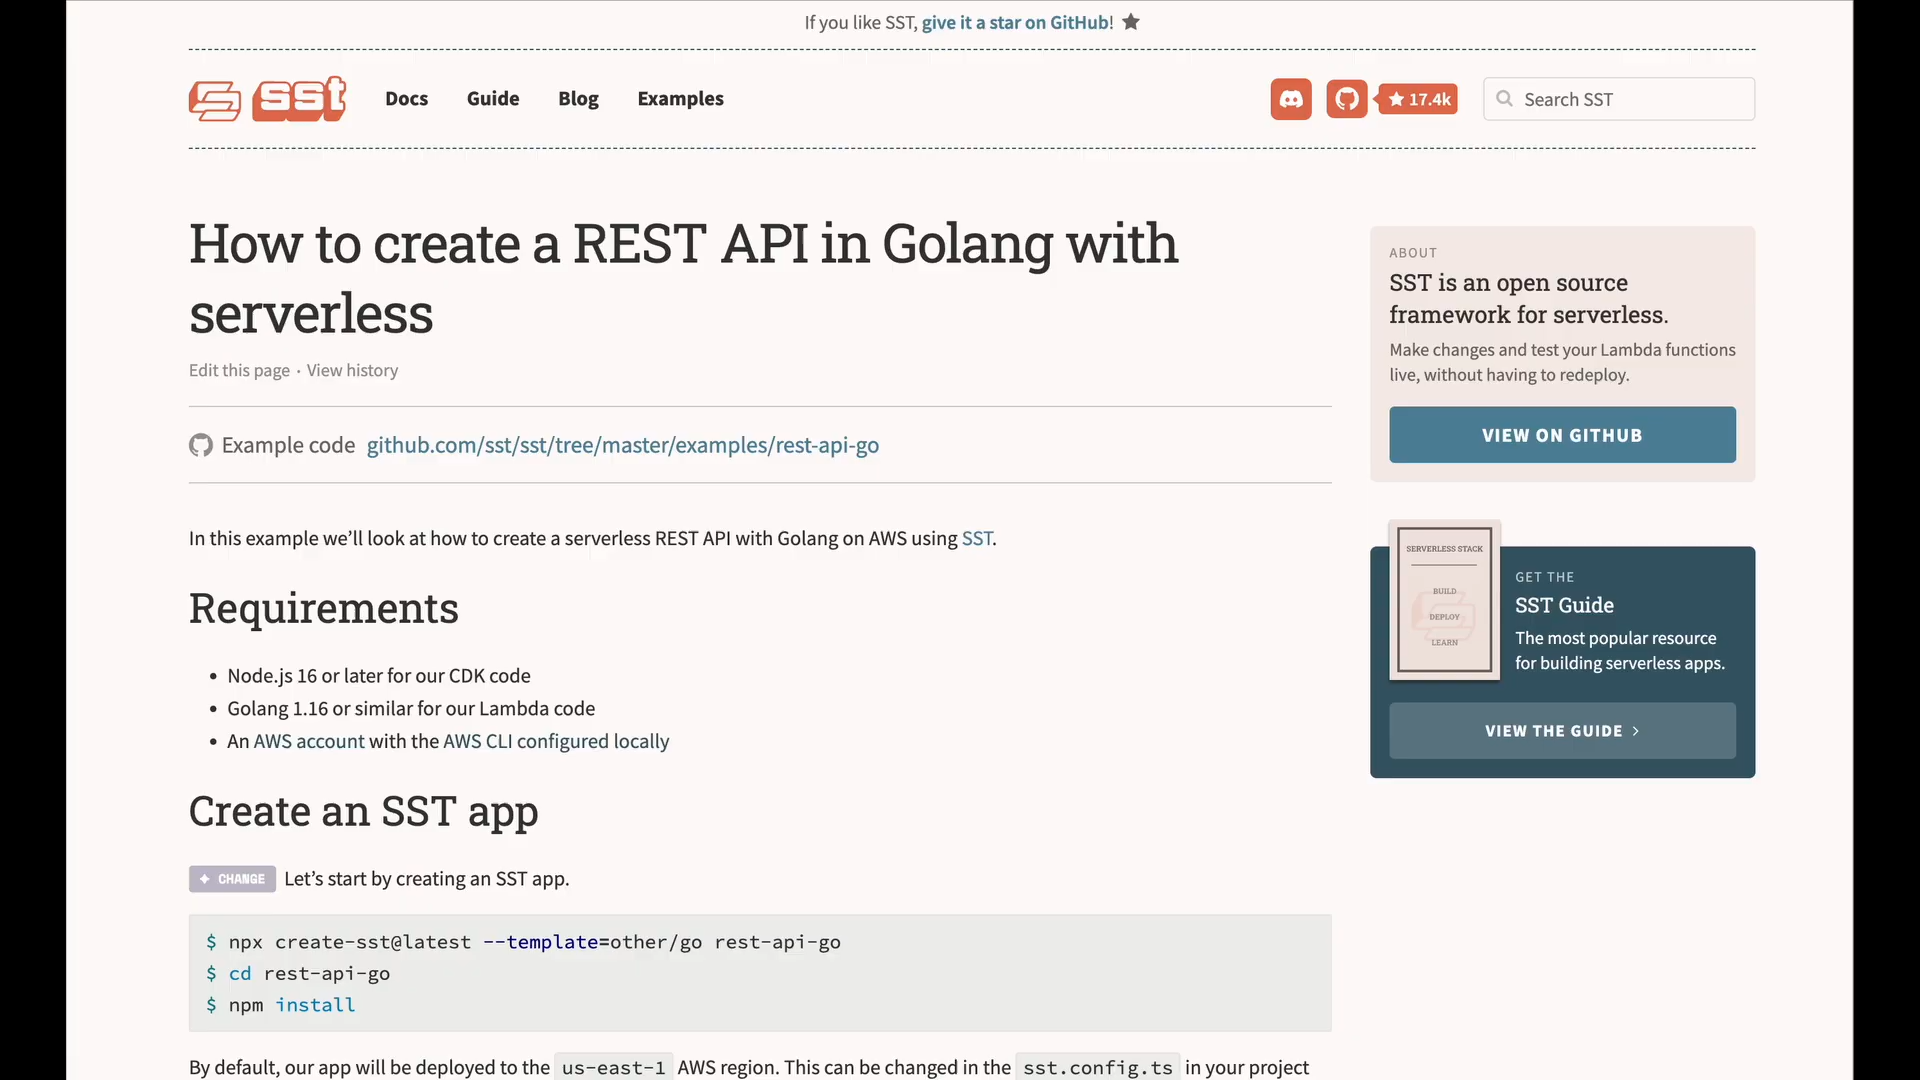 If you like SST, give it a star on GitHub! ★
sst
Docs Guide Blog Examples
★ 17.4k
Search SST
How to create a REST API in Golang with
serverless
Edit this page · View history
Example code github.com/sst/sst/tree/master/examples/rest-api-go
In this example we’ll look at how to create a serverless REST API with Golang on AWS using SST.
Requirements
• Node.js 16 or later for our CDK code
• Golang 1.16 or similar for our Lambda code
• An AWS account with the AWS CLI configured locally
Create an SST app
✦ CHANGE Let’s start by creating an SST app.
$ npx create-sst@latest --template=other/go rest-api-go
$ cd rest-api-go
$ npm install
By default, our app will be deployed to the us-east-1 AWS region. This can be changed in the sst.config.ts in your project
ABOUT
SST is an open source
framework for serverless.
Make changes and test your Lambda functions
live, without having to redeploy.
VIEW ON GITHUB
SERVERLESS STACK
BUILD
DEPLOY
LEARN
GET THE
SST Guide
The most popular resource
for building serverless apps.
VIEW THE GUIDE >